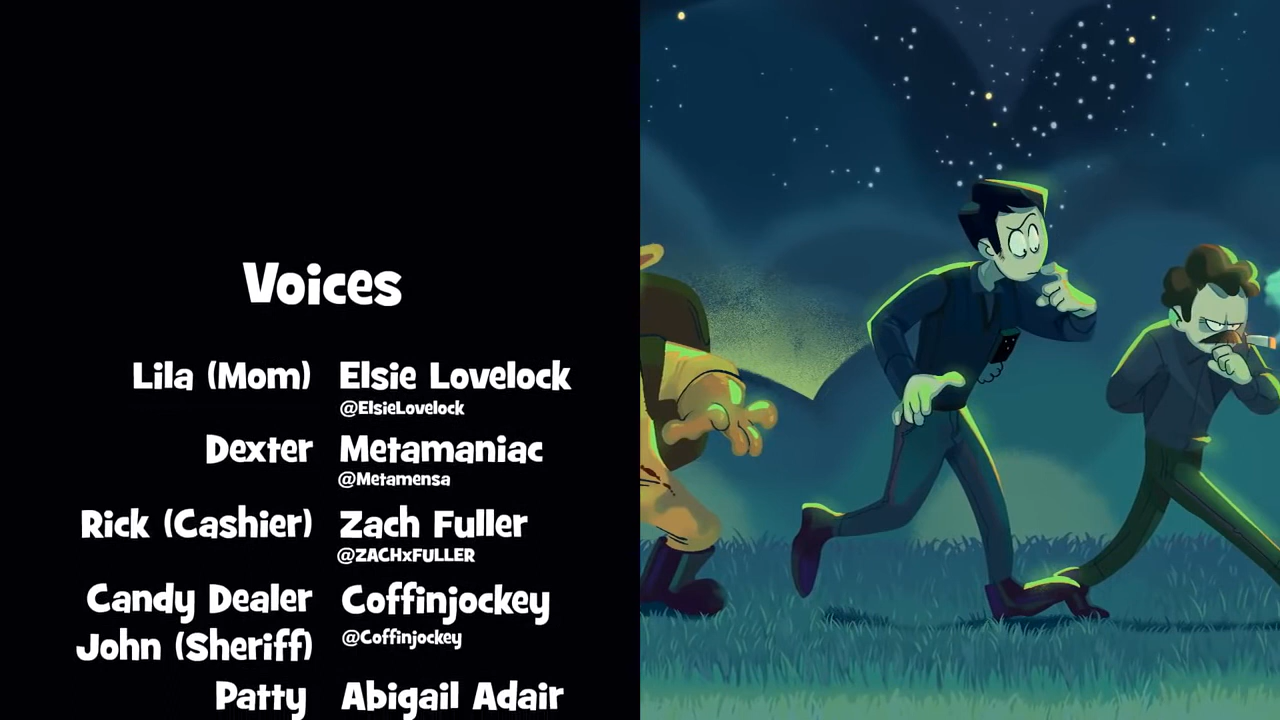 Voices
Lila (Mom) Elsie Lovelock
@ElsieLovelock
Dexter Metamaniac
@Metamensa
Rick (Cashier) Zach Fuller
@ZACHxFULLER
Candy Dealer Coffinjockey
John (Sheriff) @Coffinjockey
Patty Abigail Adair